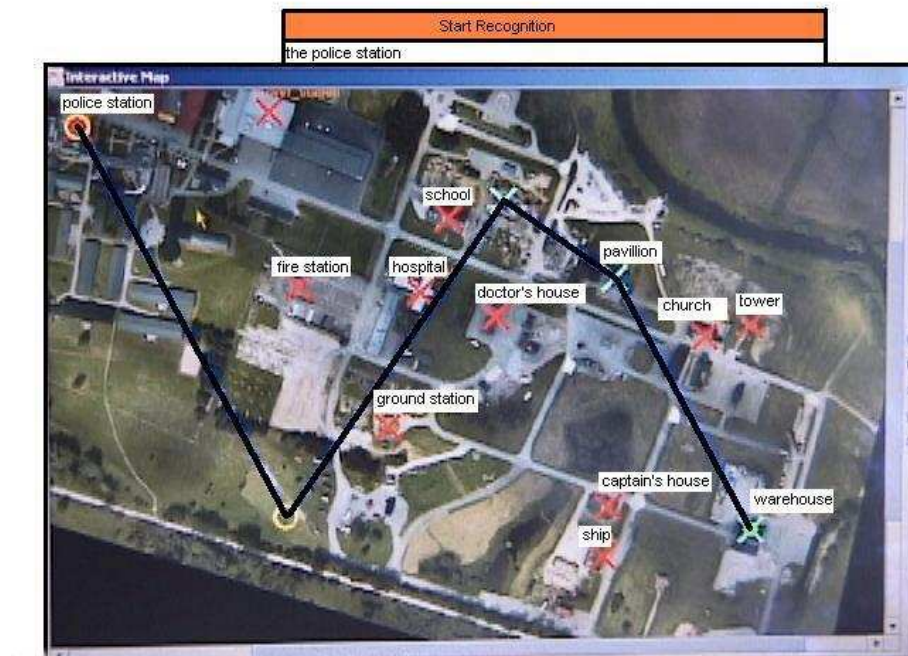 Start Recognition
the police station
Interactive Map
police station
school
pavillion
fire station
hospital
doctor's house
church
tower
ground station
captain's house
warehouse
ship